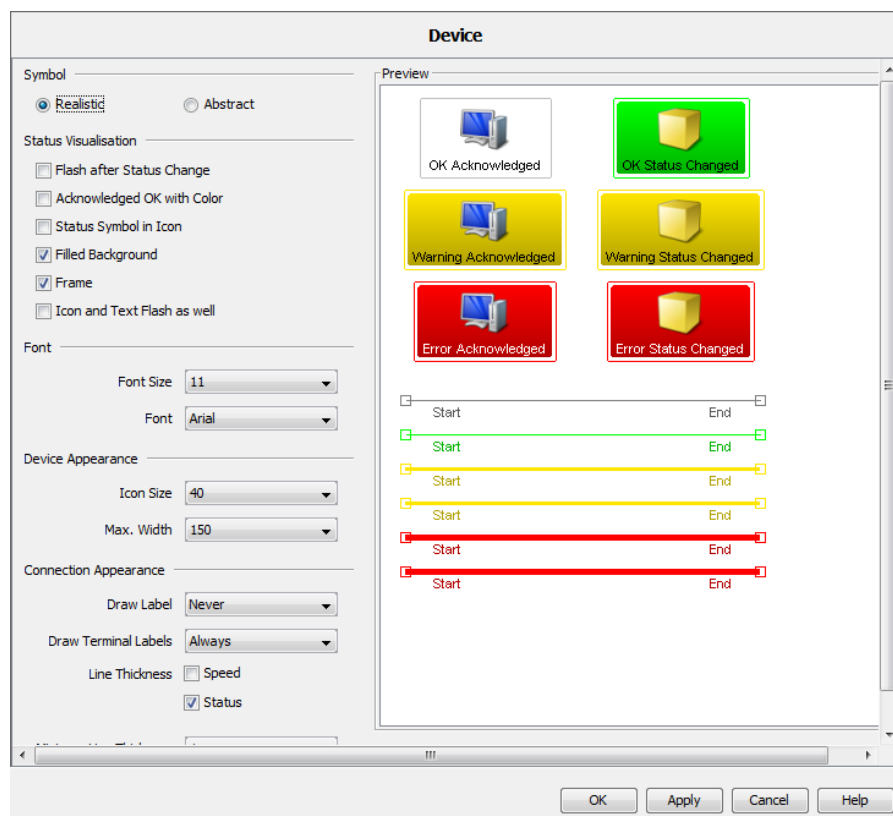 Device
Symbol
Realistic
Abstract
Status Visualisation
Flash after Status Change
Acknowledged OK with Color
Status Symbol in Icon
Filled Background
Frame
Icon and Text Flash as well
Font
Font Size 11
Font Arial
Device Appearance
Icon Size 40
Max. Width 150
Connection Appearance
Draw Label Never
Draw Terminal Labels Always
Line Thickness Speed
Status
Preview
OK Acknowledged
OK Status Changed
Warning Acknowledged
Warning Status Changed
Error Acknowledged
Error Status Changed
Start End
Start End
Start End
Start End
Start End
Start End
OK Apply Cancel Help